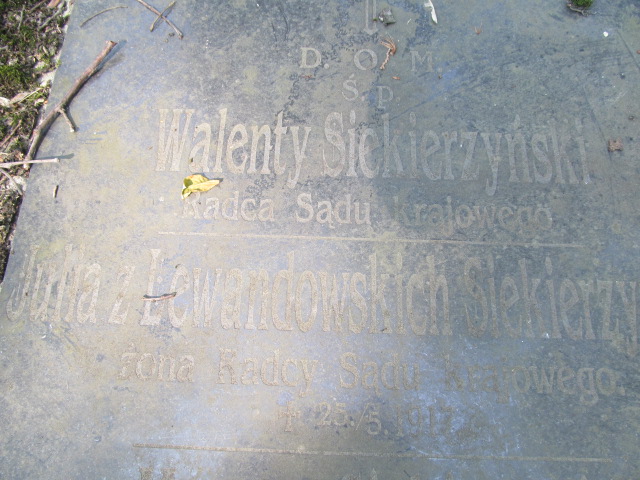 D. O. M
Ś. P.
Walenty Siekierzyński
Radca Sądu krajowego
Julia z Lewandowskich Siekierzy
żona Radcy Sądu krajowego.
† 25./5. 1917.